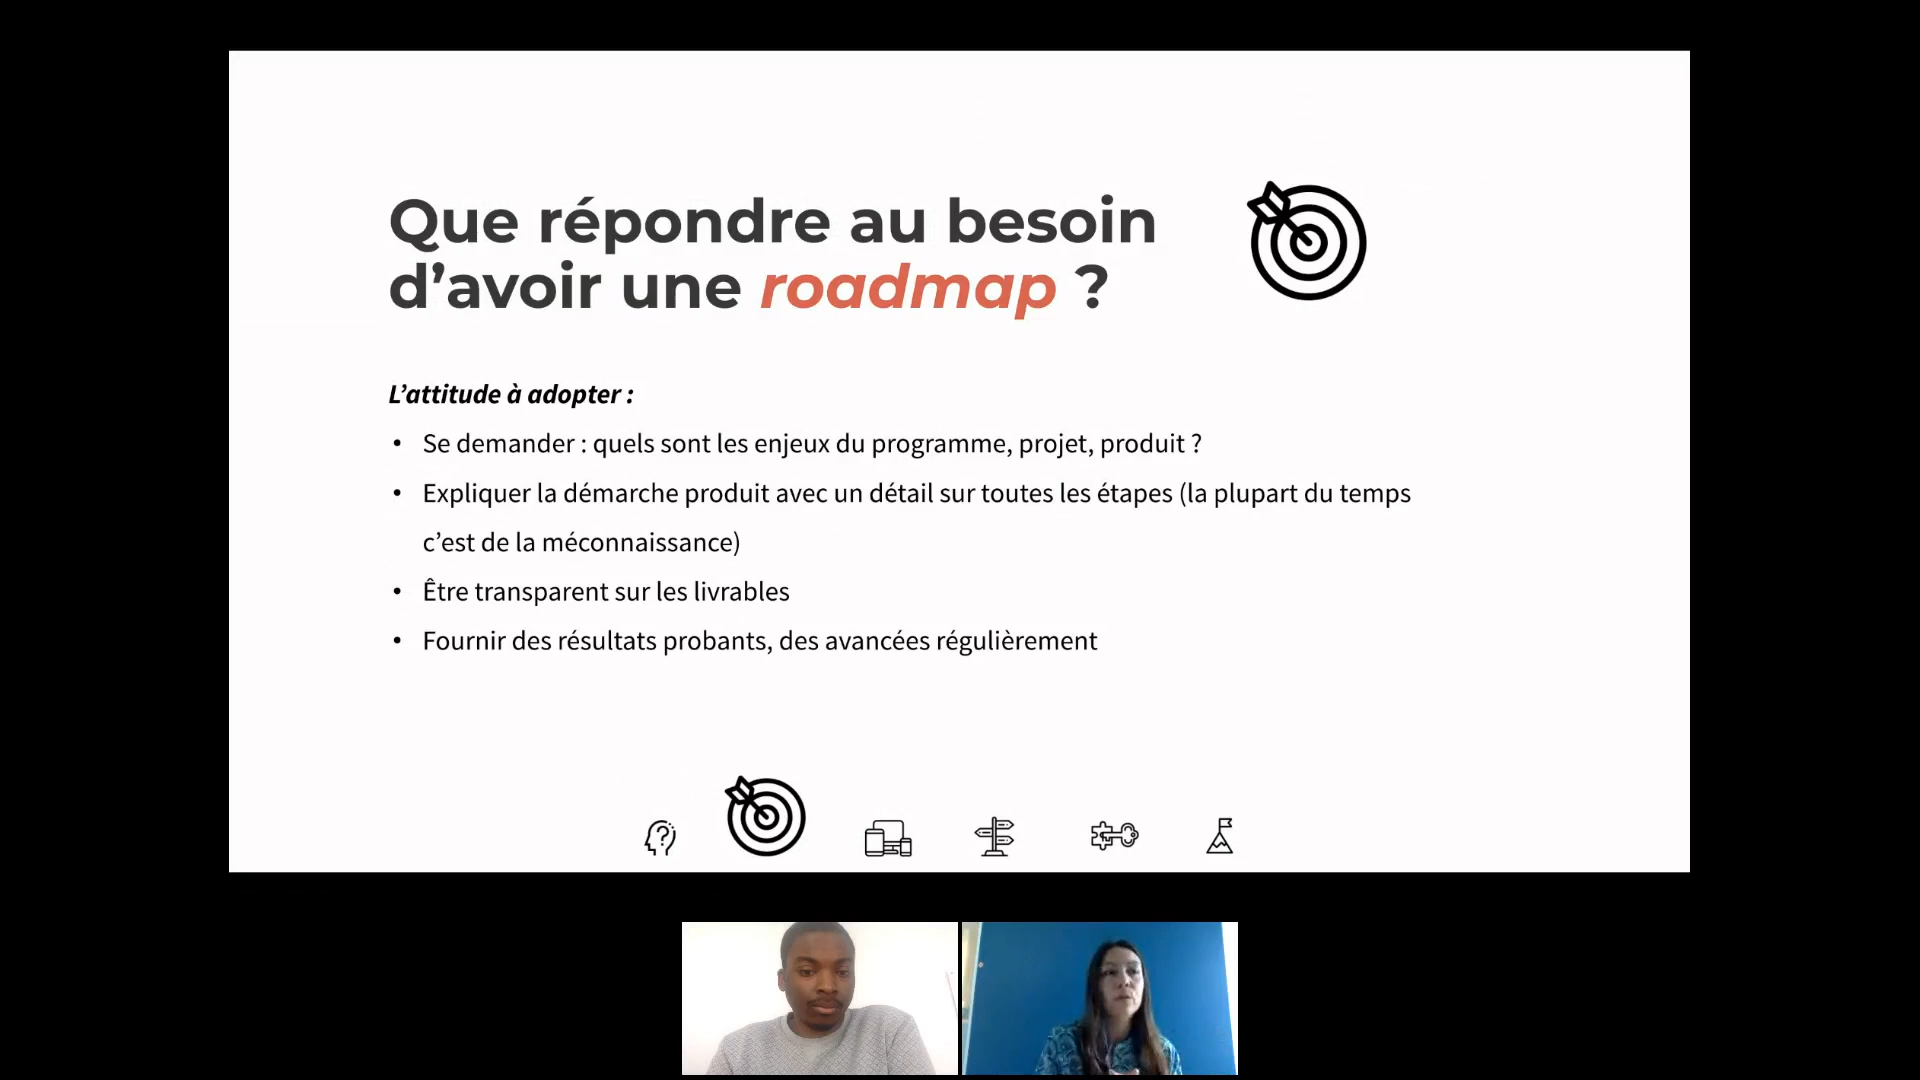 Que répondre au besoin
d’avoir une roadmap ?
L’attitude à adopter :
• Se demander : quels sont les enjeux du programme, projet, produit ?
• Expliquer la démarche produit avec un détail sur toutes les étapes (la plupart du temps
c’est de la méconnaissance)
• Être transparent sur les livrables
• Fournir des résultats probants, des avancées régulièrement